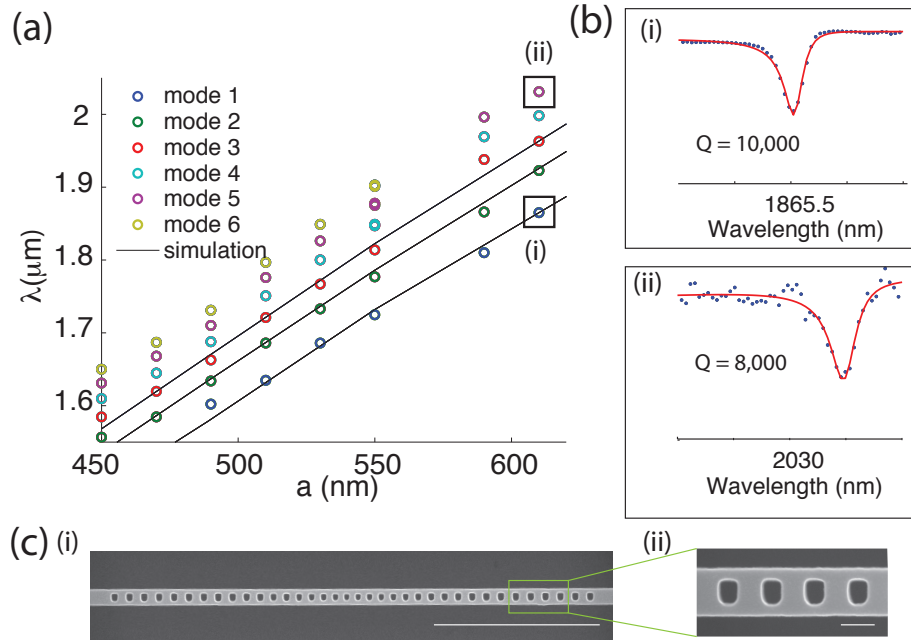 (a)
(ii)
mode 1
mode 2
mode 3
mode 4
mode 5
mode 6
simulation
(i)
2
1.9
1.8
1.7
1.6
λ(μm)
450
500
550
600
a (nm)
(b)
(i)
Q = 10,000
1865.5
Wavelength (nm)
(ii)
Q = 8,000
2030
Wavelength (nm)
(c)
(i)
(ii)